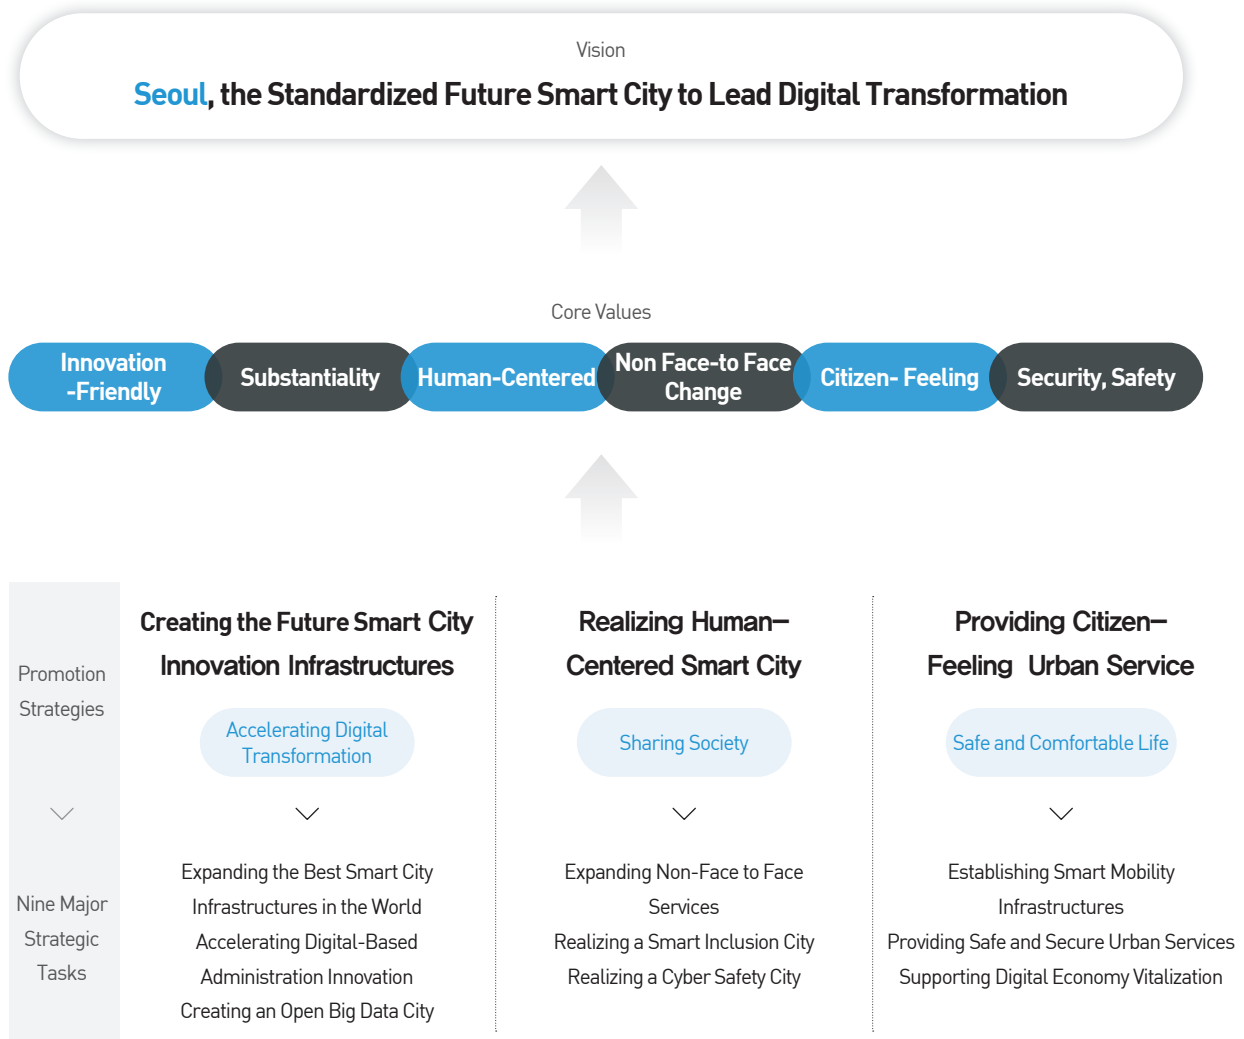 Vision
Seoul, the Standardized Future Smart City to Lead Digital Transformation
Core Values
Innovation
-Friendly
Substantiality
Human-Centered
Non Face-to Face
Change
Citizen- Feeling
Security, Safety
Promotion
Strategies
Creating the Future Smart City
Innovation Infrastructures
Accelerating Digital
Transformation
Realizing Human-
Centered Smart City
Sharing Society
Providing Citizen-
Feeling Urban Service
Safe and Comfortable Life
Nine Major
Strategic
Tasks
Expanding the Best Smart City
Infrastructures in the World
Accelerating Digital-Based
Administration Innovation
Creating an Open Big Data City
Expanding Non-Face to Face
Services
Realizing a Smart Inclusion City
Realizing a Cyber Safety City
Establishing Smart Mobility
Infrastructures
Providing Safe and Secure Urban Services
Supporting Digital Economy Vitalization